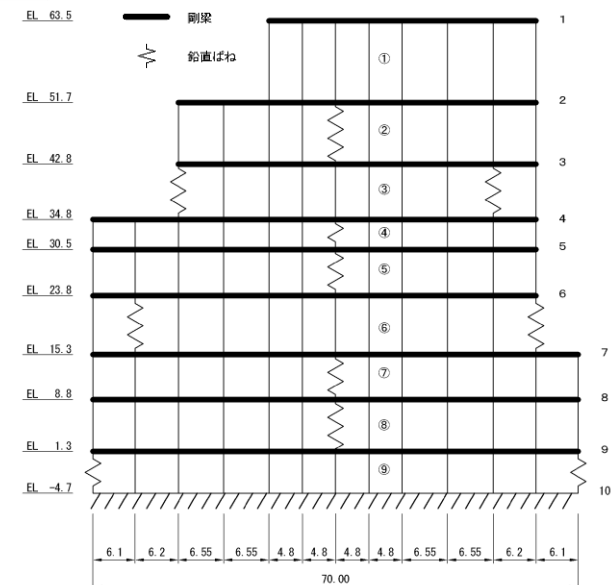 EL 63.5 剛梁 1
鉛直ばね
①
EL 51.7 2
②
EL 42.8 3
③
EL 34.8 4
④
EL 30.5 5
⑤
EL 23.8 6
⑥
EL 15.3 7
⑦
EL 8.8 8
⑧
EL 1.3 9
⑨
EL -4.7 10
6.1 6.2 6.55 6.55 4.8 4.8 4.8 4.8 6.55 6.55 6.2 6.1
70.00